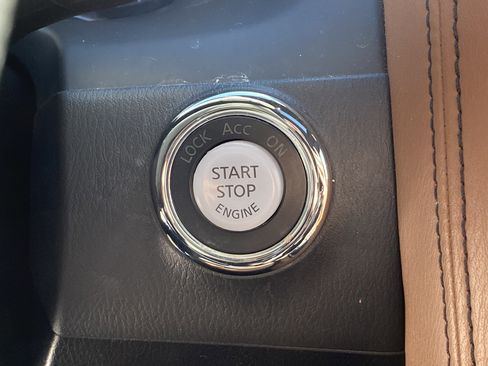 LOCK ACC ON
START
STOP
ENGINE